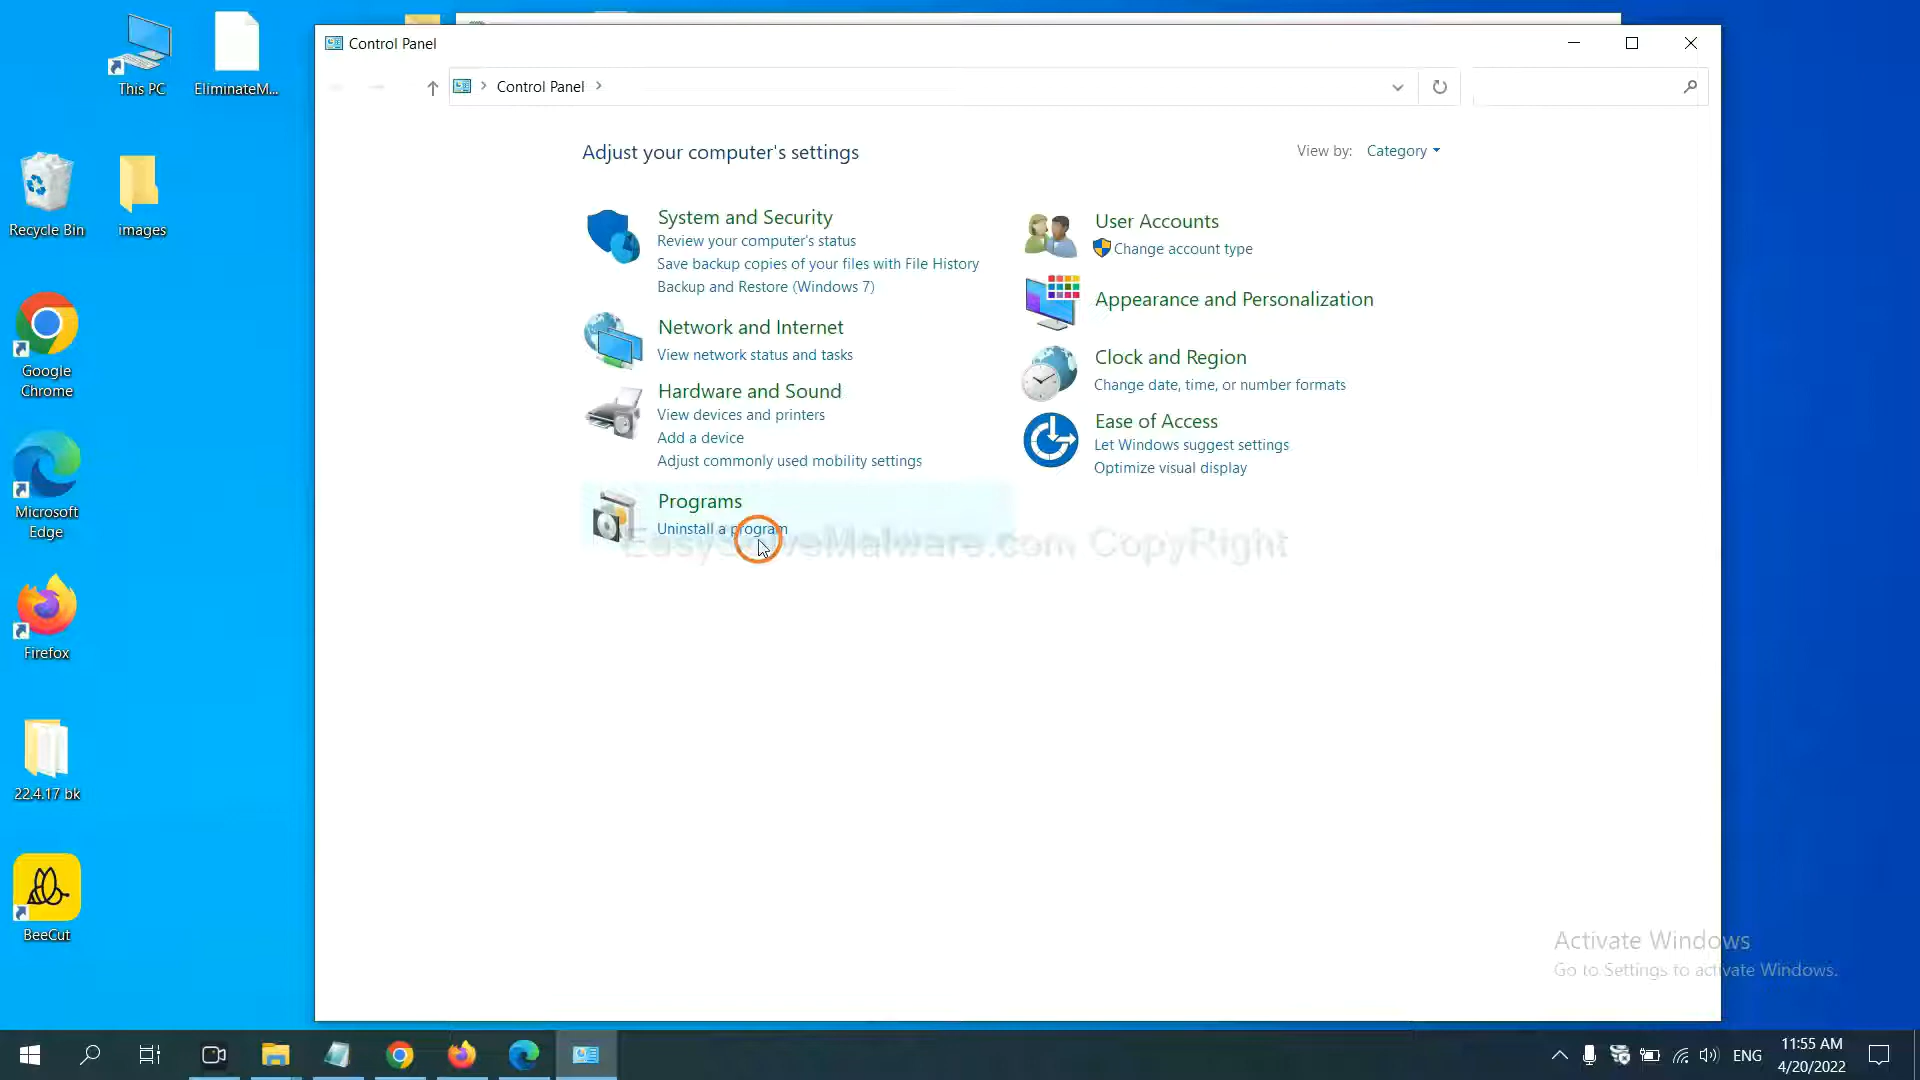 This PC
EliminateM...
Recycle Bin
images
Google
Chrome
Microsoft
Edge
Firefox
22.4.17 bk
BeeCut
Control Panel
Control Panel
Adjust your computer's settings
View by: Category
System and Security
Review your computer's status
Save backup copies of your files with File History
Backup and Restore (Windows 7)
Network and Internet
View network status and tasks
Hardware and Sound
View devices and printers
Add a device
Adjust commonly used mobility settings
Programs
Uninstall a program
User Accounts
Change account type
Appearance and Personalization
Clock and Region
Change date, time, or number formats
Ease of Access
Let Windows suggest settings
Optimize visual display
EasySolveMalware.com CopyRight
Activate Windows
Go to Settings to activate Windows.
ENG
11:55 AM
4/20/2022